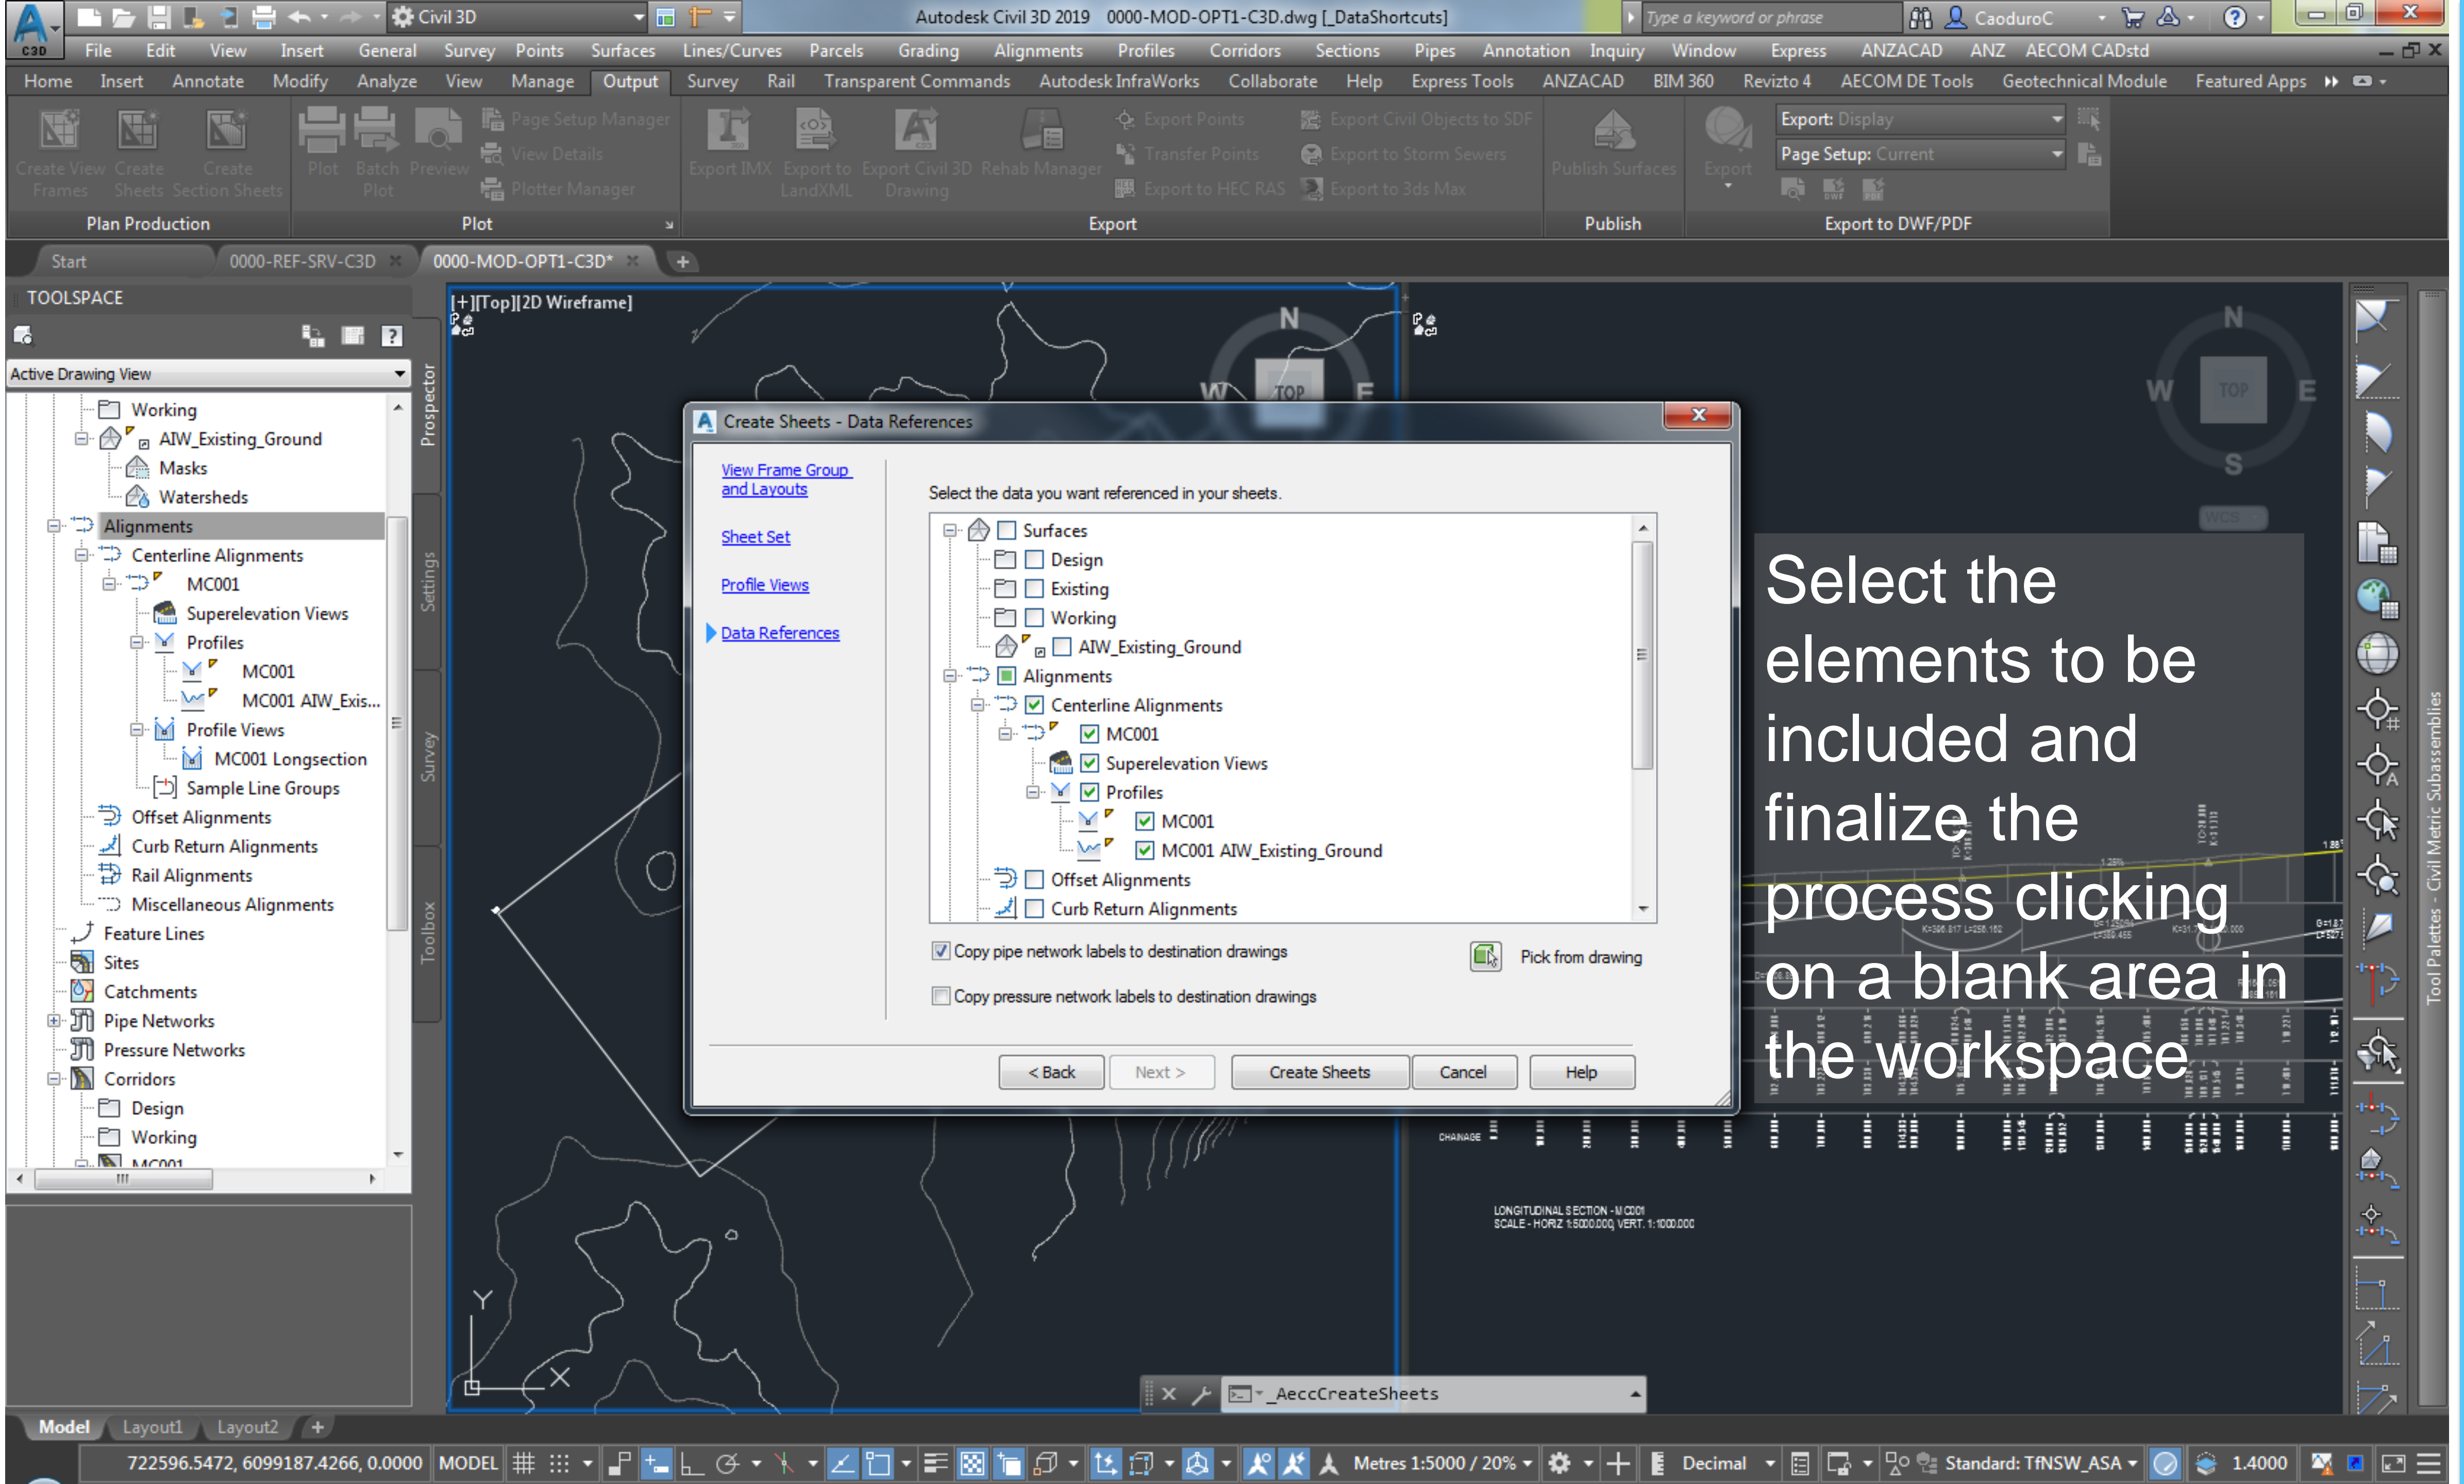 Civil 3D
Autodesk Civil 3D 2019 0000-MOD-OPT1-C3D.dwg [_DataShortcuts]
Type a keyword or phrase
CaoduroC
C3D File Edit View Insert General Survey Points Surfaces Lines/Curves Parcels Grading Alignments Profiles Corridors Sections Pipes Annotation Inquiry Window Express ANZACAD ANZ AECOM CADstd
Home Insert Annotate Modify Analyze View Manage Output Survey Rail Transparent Commands Autodesk InfraWorks Collaborate Help Express Tools ANZACAD BIM 360 Revizto 4 AECOM DE Tools Geotechnical Module Featured Apps
Create View Frames
Create Sheets
Create Section Sheets
Plot
Batch Plot
Preview
Page Setup Manager
View Details
Plotter Manager
Export IMX
Export to LandXML
Export Civil 3D Drawing
Rehab Manager
Export Points
Transfer Points
Export to HEC RAS
Export Civil Objects to SDF
Export to Storm Sewers
Export to 3ds Max
Publish Surfaces
Export
Export: Display
Page Setup: Current
Plan Production
Plot
Export
Publish
Export to DWF/PDF
Start
0000-REF-SRV-C3D
0000-MOD-OPT1-C3D*
TOOLSPACE
Active Drawing View
Working
AIW_Existing_Ground
Masks
Watersheds
Alignments
Centerline Alignments
MC001
Superelevation Views
Profiles
MC001
MC001 AIW_Exis...
Profile Views
MC001 Longsection
Sample Line Groups
Offset Alignments
Curb Return Alignments
Rail Alignments
Miscellaneous Alignments
Feature Lines
Sites
Catchments
Pipe Networks
Pressure Networks
Corridors
Design
Working
MC001
Prospector
Settings
Survey
Toolbox
[+][Top][2D Wireframe]
N
W TOP E
N
W TOP E
S
WCS
Create Sheets - Data References
View Frame Group
and Layouts
Sheet Set
Profile Views
Data References
Select the data you want referenced in your sheets.
Surfaces
Design
Existing
Working
AIW_Existing_Ground
Alignments
Centerline Alignments
MC001
Superelevation Views
Profiles
MC001
MC001 AIW_Existing_Ground
Offset Alignments
Curb Return Alignments
Copy pipe network labels to destination drawings
Pick from drawing
Copy pressure network labels to destination drawings
< Back
Next >
Create Sheets
Cancel
Help
Select the
elements to be
included and
finalize the
process clicking
on a blank area in
the workspace
CHAINAGE
LONGITUDINAL SECTION - MC001
SCALE - HORIZ 1:5000.000, VERT. 1:1000.000
Tool Palettes - Civil Metric Subassemblies
Y
X
_AeccCreateSheets
Model Layout1 Layout2
722596.5472, 6099187.4266, 0.0000 MODEL
Metres 1:5000 / 20%
Decimal
Standard: TfNSW_ASA
1.4000